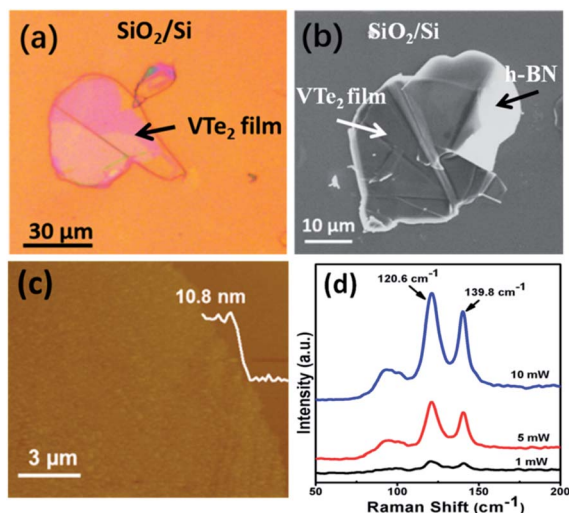 (a)
SiO₂/Si
VTe₂ film
30 μm
(b)
SiO₂/Si
h-BN
VTe₂ film
10 μm
(c)
10.8 nm
3 μm
(d)
120.6 cm⁻¹
139.8 cm⁻¹
10 mW
5 mW
1 mW
Intensity (a.u.)
50 100 150 200
Raman Shift (cm⁻¹)